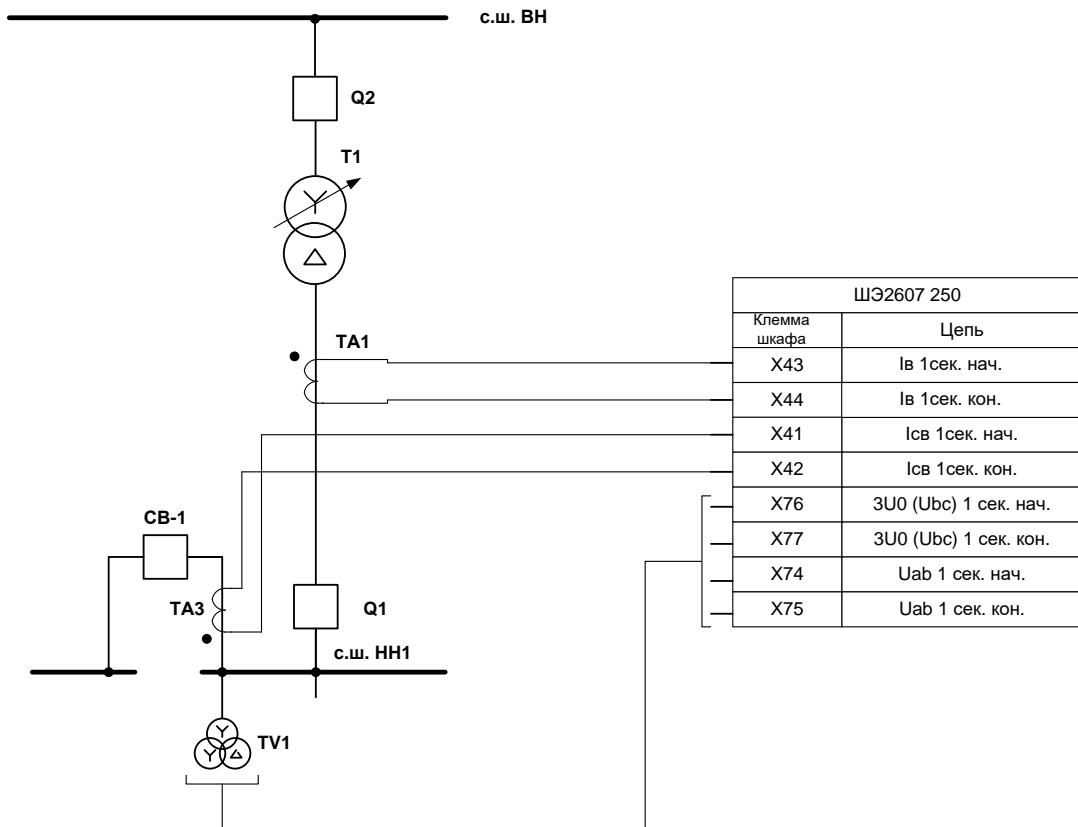 с.ш. ВН
Q2
T1
TA1
ШЭ2607 250
Клемма шкафа
Цепь
X43
Iв 1сек. нач.
X44
Iв 1сек. кон.
X41
Iсв 1сек. нач.
X42
Iсв 1сек. кон.
X76
3U0 (Ubc) 1 сек. нач.
X77
3U0 (Ubc) 1 сек. кон.
X74
Uab 1 сек. нач.
X75
Uab 1 сек. кон.
СВ-1
TA3
Q1
с.ш. НН1
TV1